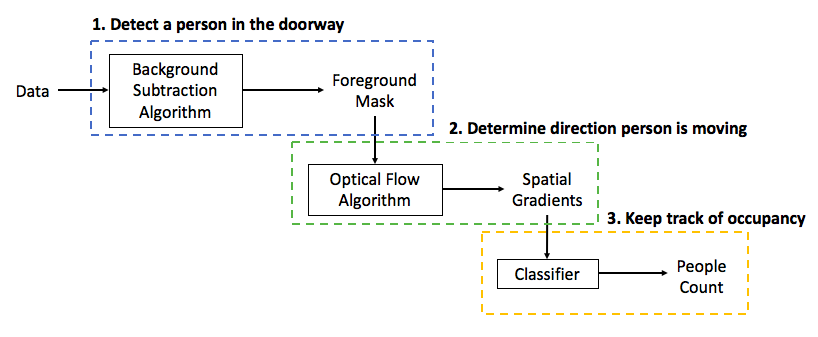 1. Detect a person in the doorway
Data
Background
Subtraction
Algorithm
Foreground
Mask
2. Determine direction person is moving
Optical Flow
Algorithm
Spatial
Gradients
3. Keep track of occupancy
Classifier
People
Count